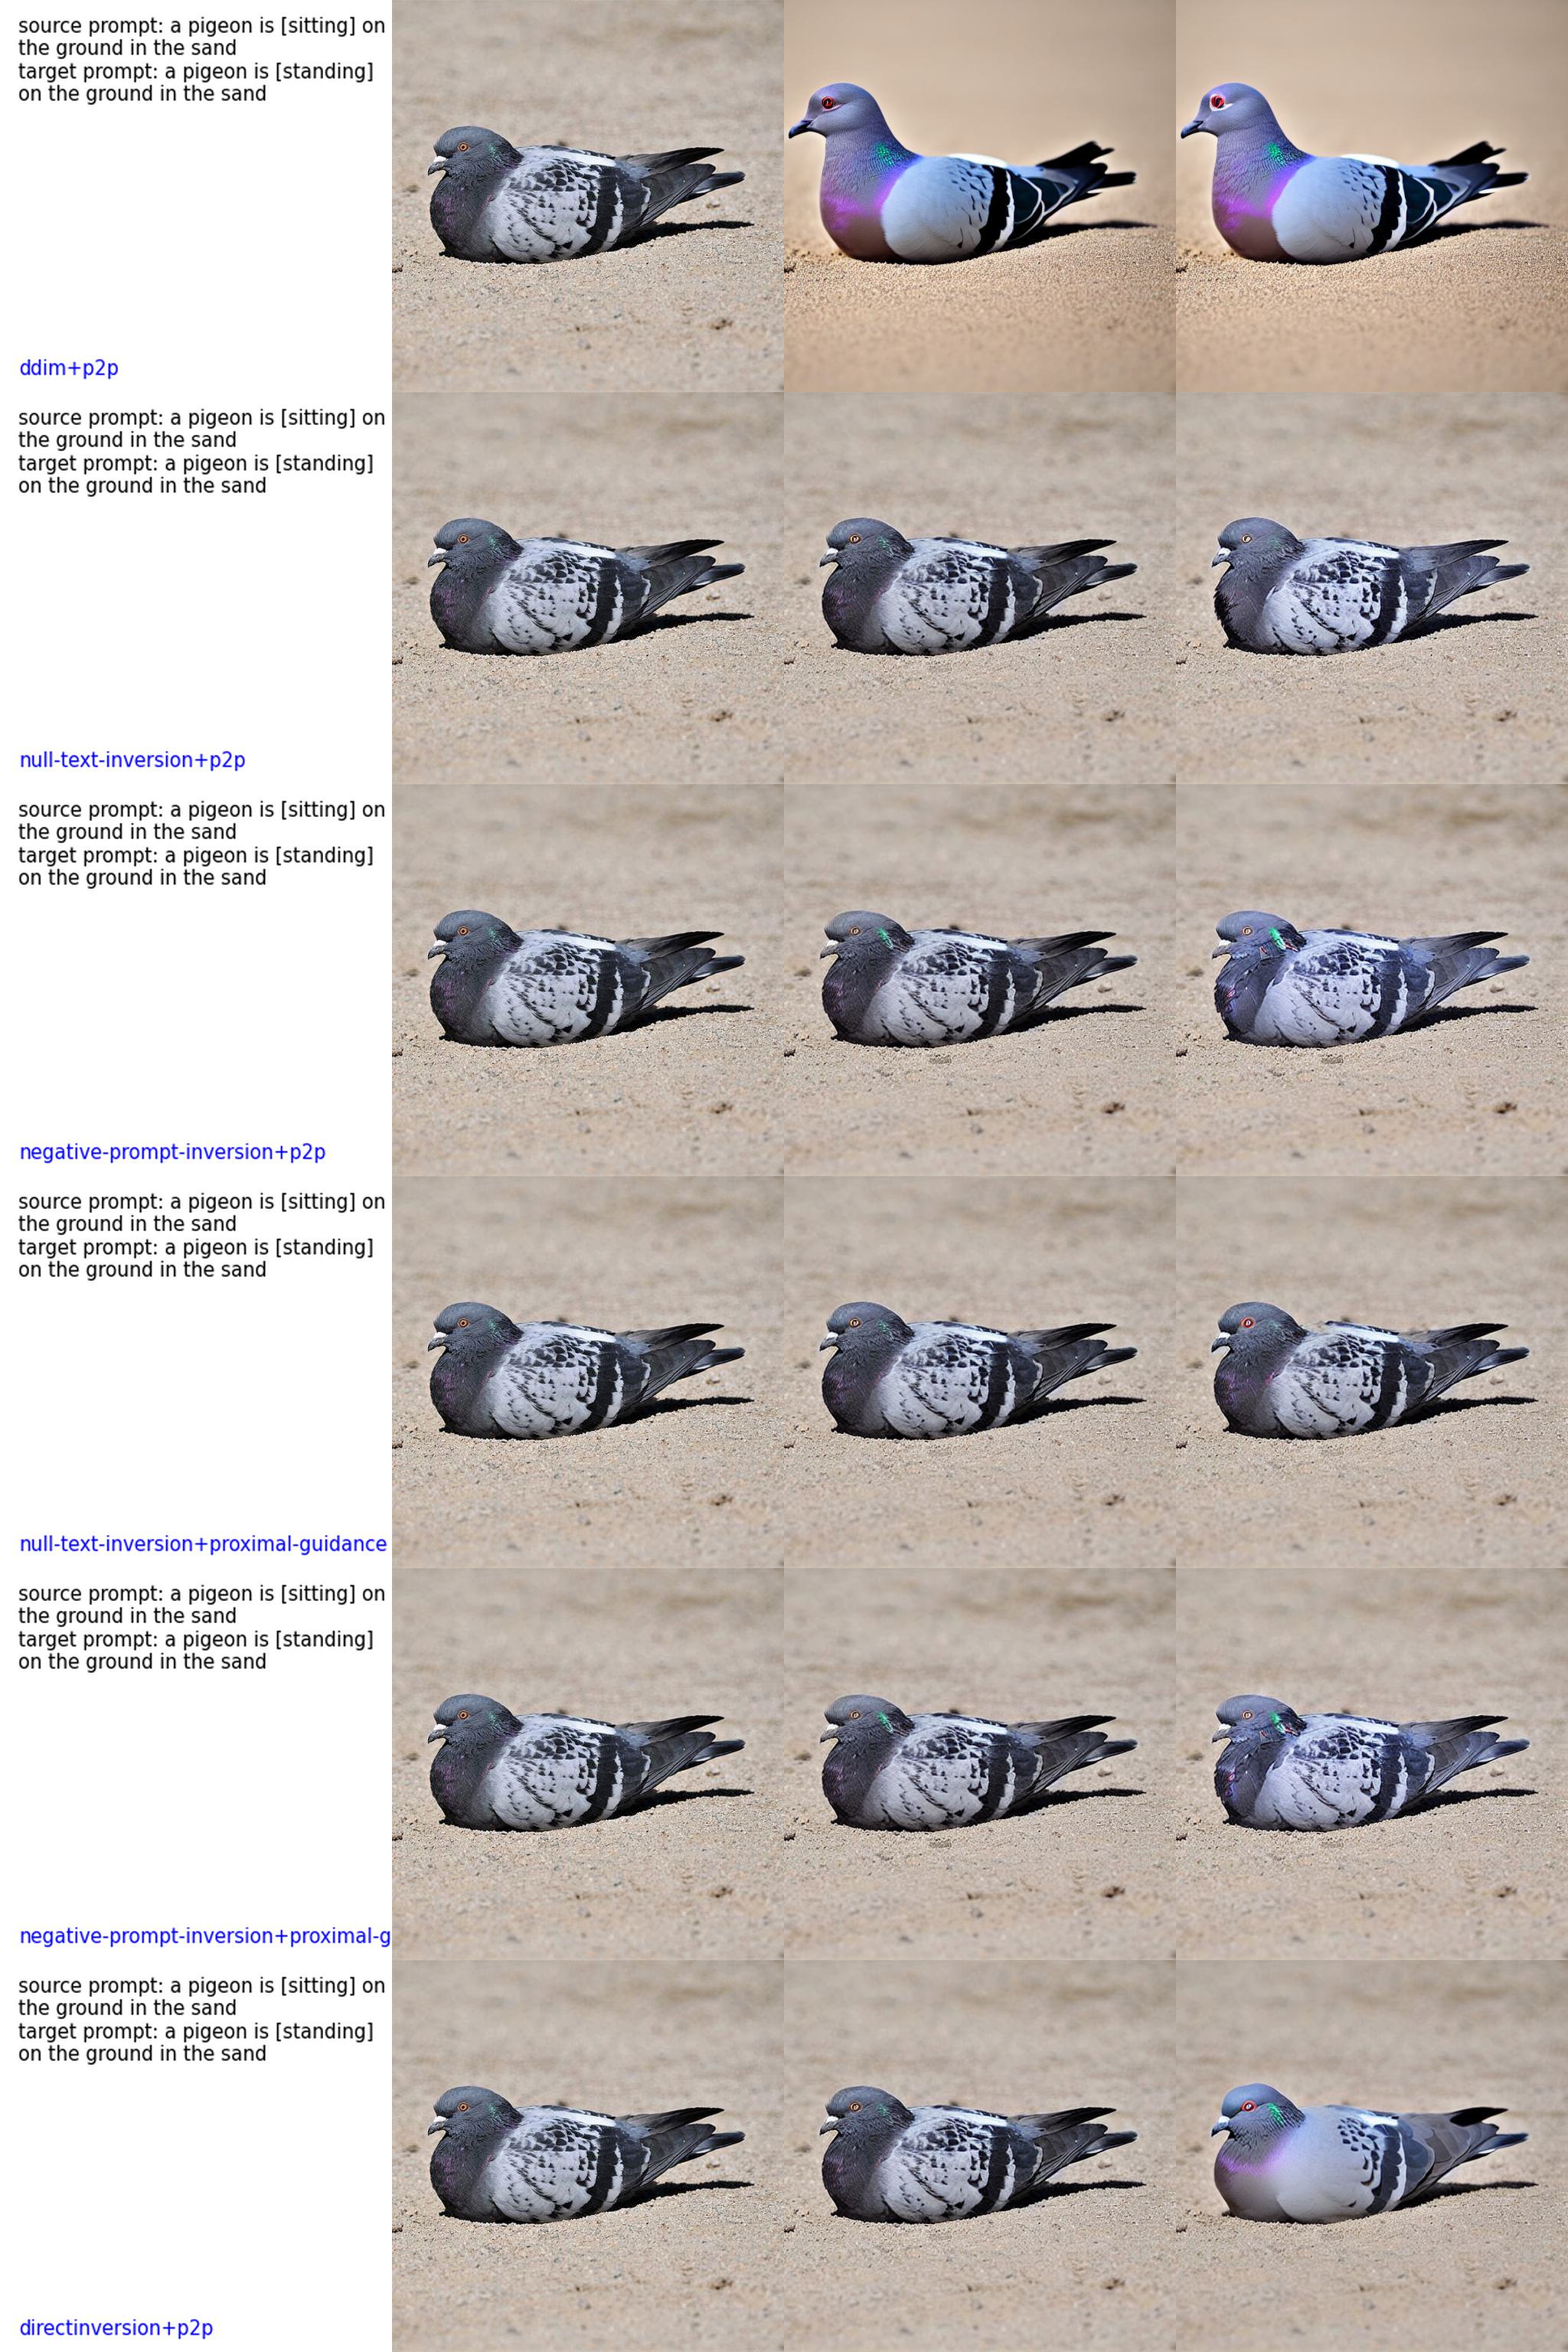 source prompt: a pigeon is [sitting] on
the ground in the sand
target prompt: a pigeon is [standing]
on the ground in the sand
ddim+p2p
source prompt: a pigeon is [sitting] on
the ground in the sand
target prompt: a pigeon is [standing]
on the ground in the sand
null-text-inversion+p2p
source prompt: a pigeon is [sitting] on
the ground in the sand
target prompt: a pigeon is [standing]
on the ground in the sand
negative-prompt-inversion+p2p
source prompt: a pigeon is [sitting] on
the ground in the sand
target prompt: a pigeon is [standing]
on the ground in the sand
null-text-inversion+proximal-guidance
source prompt: a pigeon is [sitting] on
the ground in the sand
target prompt: a pigeon is [standing]
on the ground in the sand
negative-prompt-inversion+proximal-g
source prompt: a pigeon is [sitting] on
the ground in the sand
target prompt: a pigeon is [standing]
on the ground in the sand
directinversion+p2p